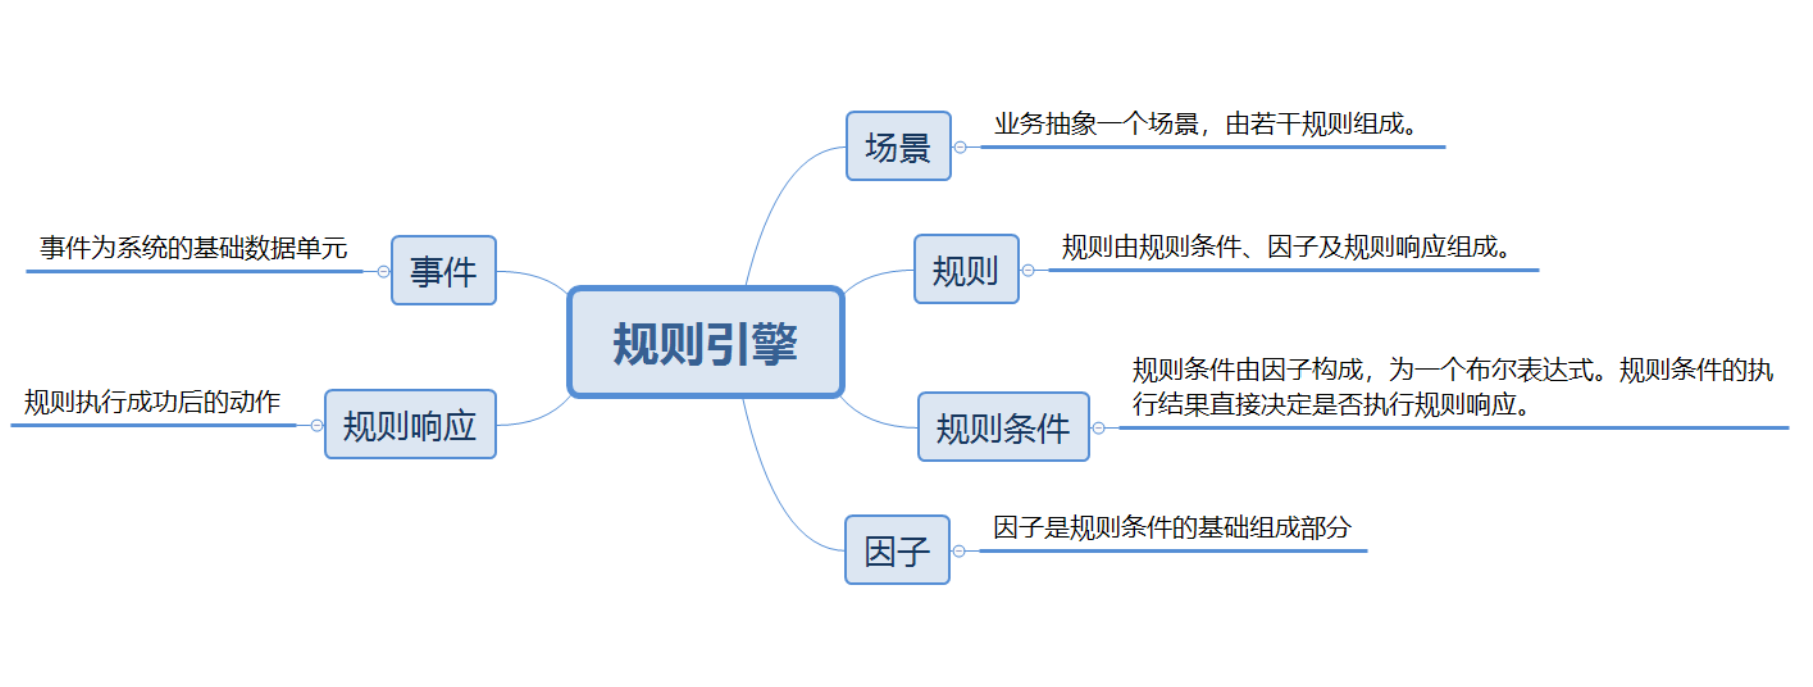 规则引擎
场景
业务抽象一个场景，由若干规则组成。
规则
规则由规则条件、因子及规则响应组成。
规则条件
规则条件由因子构成，为一个布尔表达式。规则条件的执
行结果直接决定是否执行规则响应。
因子
因子是规则条件的基础组成部分
事件
事件为系统的基础数据单元
规则响应
规则执行成功后的动作